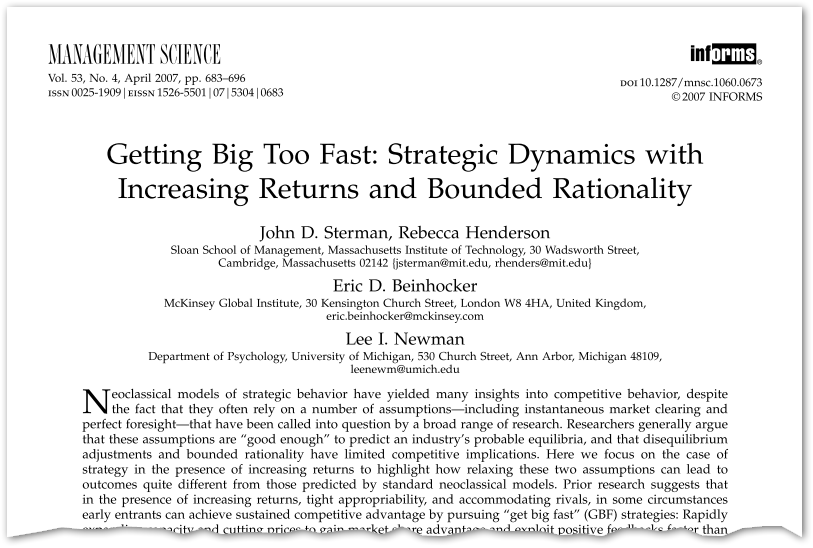 MANAGEMENT SCIENCE
informs®
Vol. 53, No. 4, April 2007, pp. 683–696
ISSN 0025-1909 | EISSN 1526-5501 | 07 | 5304 | 0683
DOI 10.1287/mnsc.1060.0673
© 2007 INFORMS
Getting Big Too Fast: Strategic Dynamics with
Increasing Returns and Bounded Rationality
John D. Sterman, Rebecca Henderson
Sloan School of Management, Massachusetts Institute of Technology, 30 Wadsworth Street,
Cambridge, Massachusetts 02142 {jsterman@mit.edu, rhenders@mit.edu}
Eric D. Beinhocker
McKinsey Global Institute, 30 Kensington Church Street, London W8 4HA, United Kingdom,
eric.beinhocker@mckinsey.com
Lee I. Newman
Department of Psychology, University of Michigan, 530 Church Street, Ann Arbor, Michigan 48109,
leenewm@umich.edu
Neoclassical models of strategic behavior have yielded many insights into competitive behavior, despite
the fact that they often rely on a number of assumptions—including instantaneous market clearing and
perfect foresight—that have been called into question by a broad range of research. Researchers generally argue
that these assumptions are “good enough” to predict an industry’s probable equilibria, and that disequilibrium
adjustments and bounded rationality have limited competitive implications. Here we focus on the case of
strategy in the presence of increasing returns to highlight how relaxing these two assumptions can lead to
outcomes quite different from those predicted by standard neoclassical models. Prior research suggests that
in the presence of increasing returns, tight appropriability, and accommodating rivals, in some circumstances
early entrants can achieve sustained competitive advantage by pursuing “get big fast” (GBF) strategies: Rapidly
expanding capacity and cutting prices to gain market share advantage and exploit positive feedbacks faster than